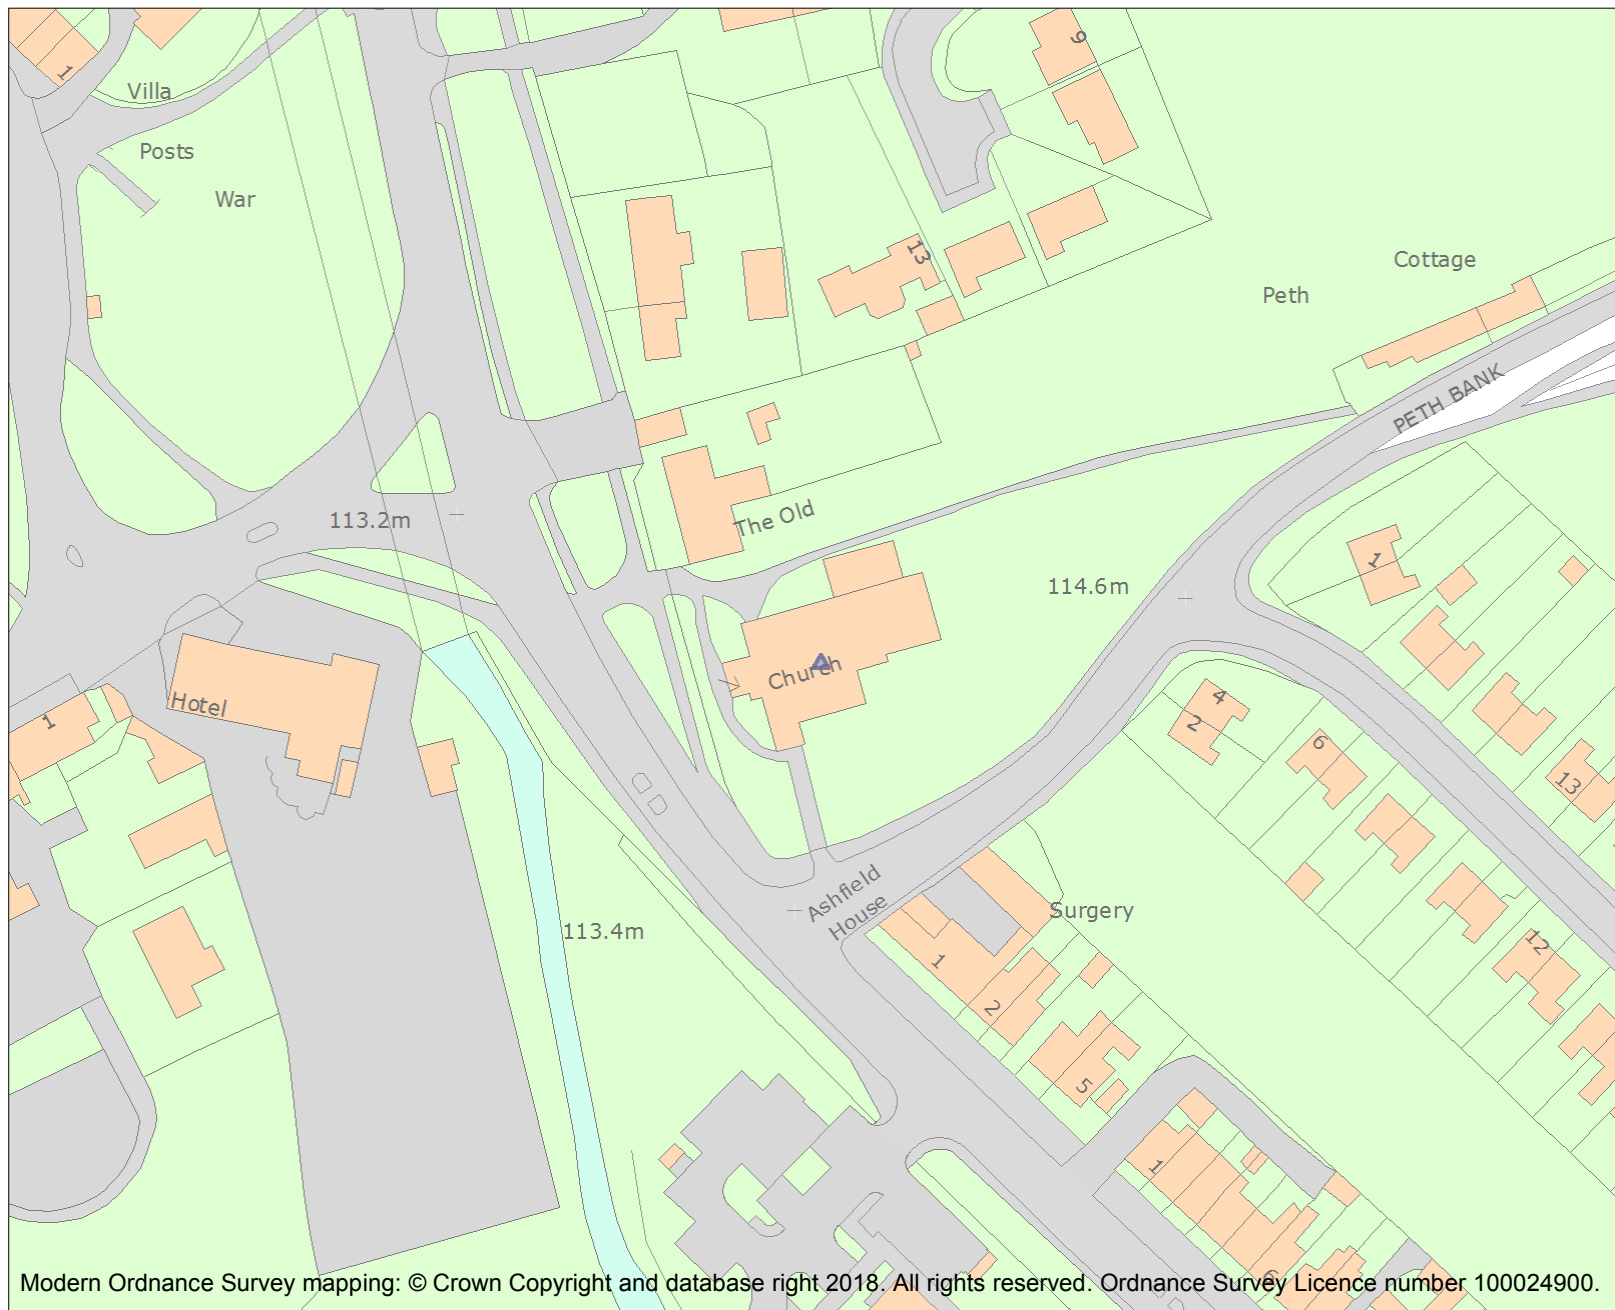 9
1
Villa
Posts
War
13
Cottage
Peth
PETH BANK
The Old
113.2m
1
114.6m
Church
Hotel
1
4
2
6
13
Ashfield
House
Surgery
113.4m
1
12
2
5
1
6
Modern Ordnance Survey mapping: © Crown Copyright and database right 2018. All rights reserved. Ordnance Survey Licence number 100024900.